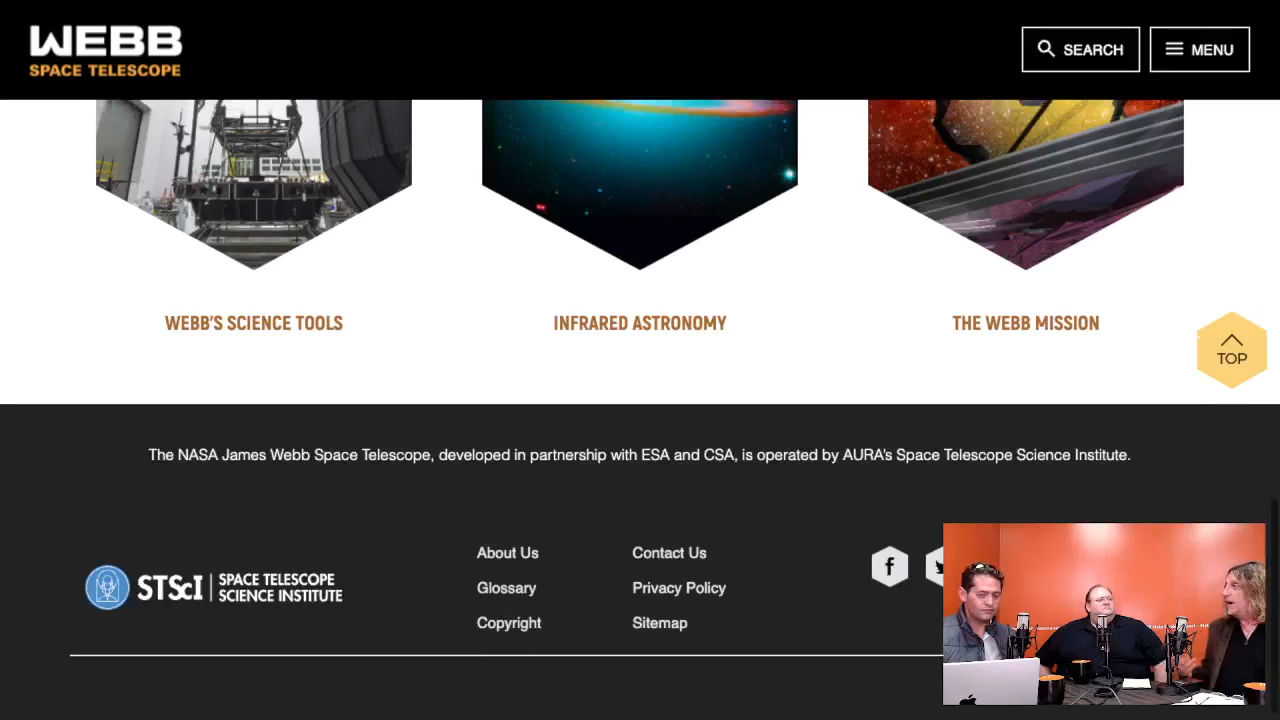 WEBB
SPACE TELESCOPE
SEARCH
MENU
WEBB'S SCIENCE TOOLS
INFRARED ASTRONOMY
THE WEBB MISSION
TOP
The NASA James Webb Space Telescope, developed in partnership with ESA and CSA, is operated by AURA's Space Telescope Science Institute.
STScI
SPACE TELESCOPE
SCIENCE INSTITUTE
About Us
Contact Us
Glossary
Privacy Policy
Copyright
Sitemap